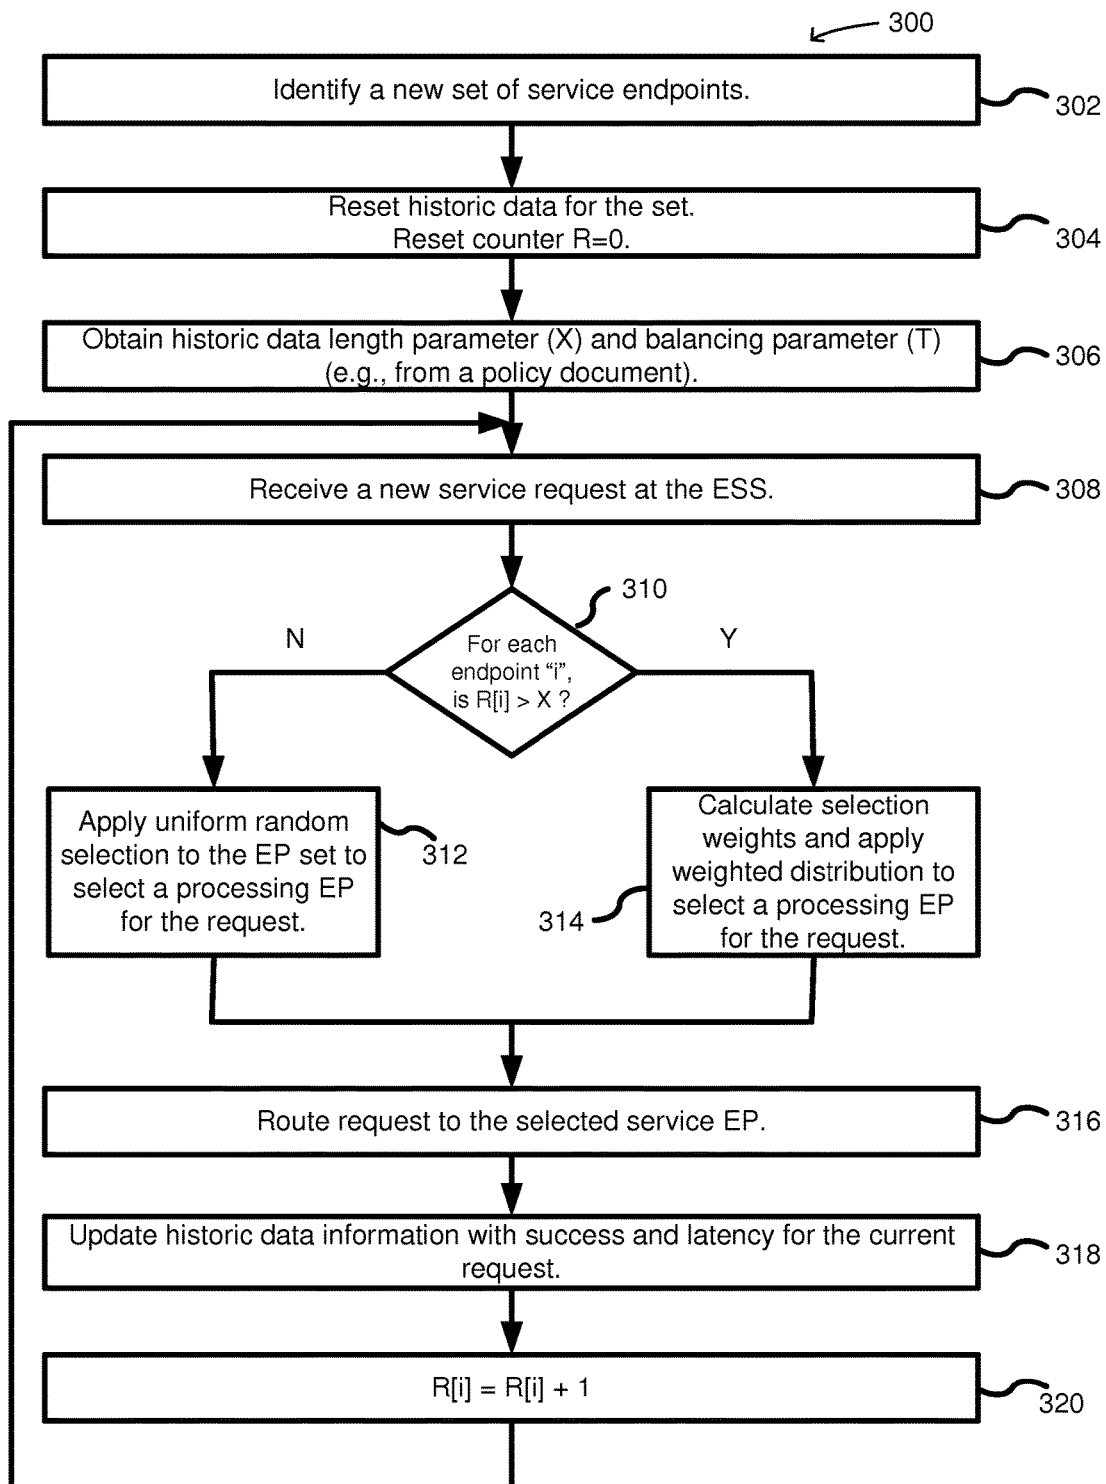 300
Identify a new set of service endpoints.
302
Reset historic data for the set.
Reset counter R=0.
304
Obtain historic data length parameter (X) and balancing parameter (T)
(e.g., from a policy document).
306
Receive a new service request at the ESS.
308
310
N
Y
For each
endpoint “i”,
is R[i] > X ?
Apply uniform random
selection to the EP set to
select a processing EP
for the request.
312
Calculate selection
weights and apply
weighted distribution to
select a processing EP
for the request.
314
Route request to the selected service EP.
316
Update historic data information with success and latency for the current
request.
318
R[i] = R[i] + 1
320